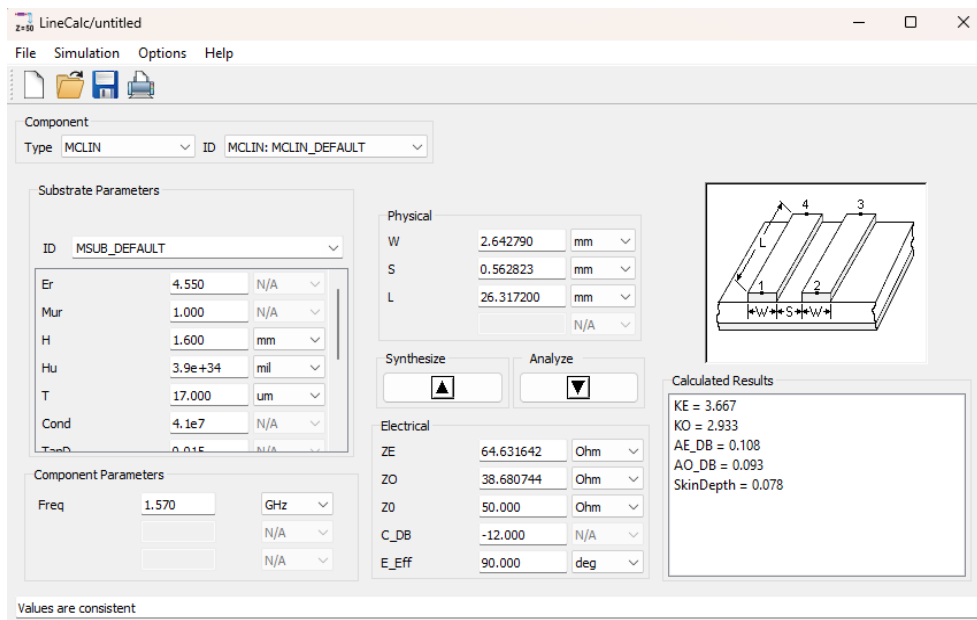 Z=50 LineCalc/untitled
File Simulation Options Help
Component
Type MCLIN ID MCLIN: MCLIN_DEFAULT
Substrate Parameters
ID MSUB_DEFAULT
Er 4.550 N/A
Mur 1.000 N/A
H 1.600 mm
Hu 3.9e+34 mil
T 17.000 um
Cond 4.1e7 N/A
TanD 0.015 N/A
Component Parameters
Freq 1.570 GHz
N/A
N/A
Physical
W 2.642790 mm
S 0.562823 mm
L 26.317200 mm
N/A
Synthesize Analyze
Electrical
ZE 64.631642 Ohm
ZO 38.680744 Ohm
Z0 50.000 Ohm
C_DB -12.000 N/A
E_Eff 90.000 deg
4 3
L
1 2
W S W
Calculated Results
KE = 3.667
KO = 2.933
AE_DB = 0.108
AO_DB = 0.093
SkinDepth = 0.078
Values are consistent